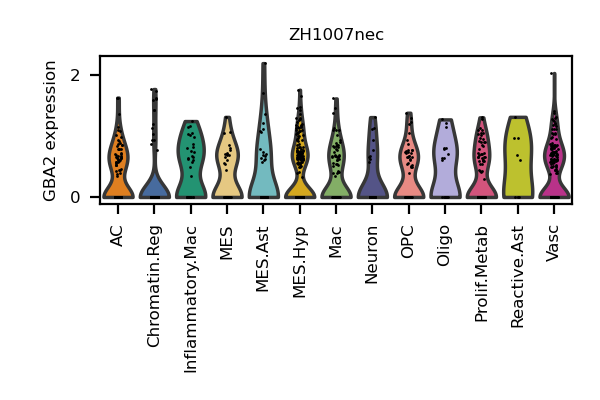 ZH1007nec
GBA2 expression
2
0
AC
Chromatin.Reg
Inflammatory.Mac
MES
MES.Ast
MES.Hyp
Mac
Neuron
OPC
Oligo
Prolif.Metab
Reactive.Ast
Vasc